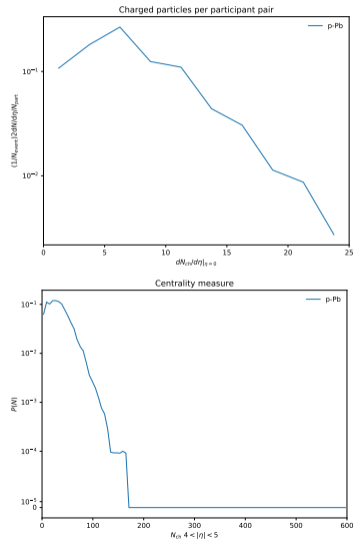 Charged particles per participant pair
p-Pb
(1/N_event)2dN/dη/N_part
10⁻¹
10⁻²
0 5 10 15 20 25
dN_ch/dη|_η=0
Centrality measure
p-Pb
P(N)
10⁻¹
10⁻²
10⁻³
10⁻⁴
10⁻⁵
0
0 100 200 300 400 500 600
N_ch 4 < |η| < 5